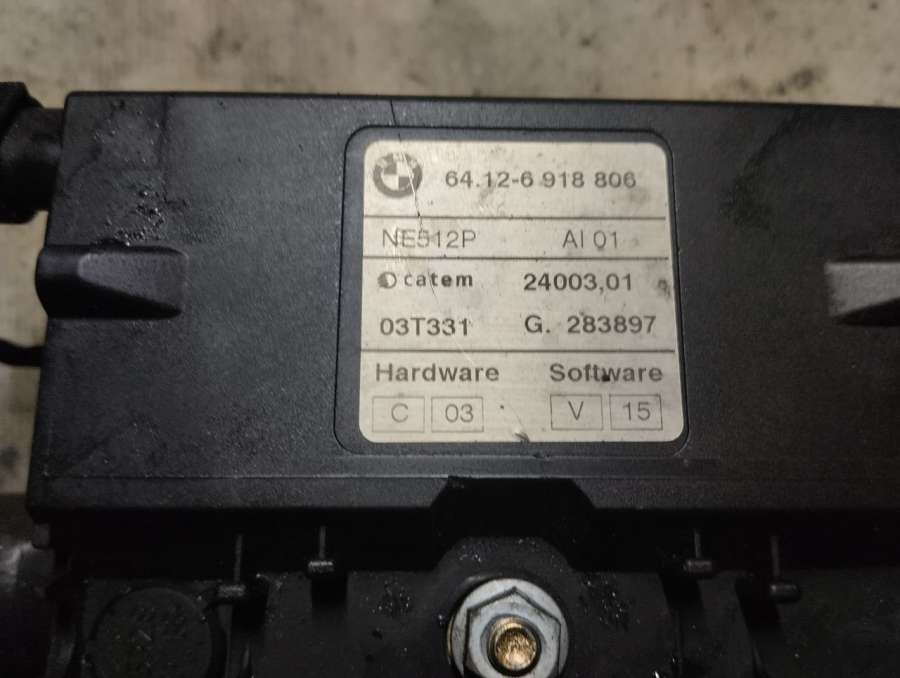 64.12-6 918 806
NE512P AI 01
catem 24003,01
03T331 G. 283897
Hardware Software
C 03 V 15